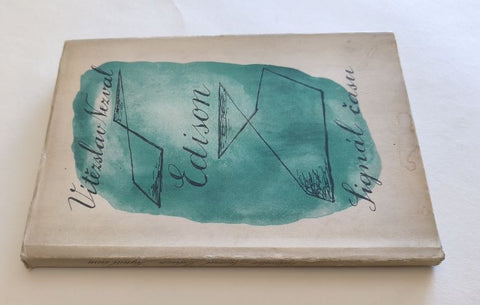 Vítězslav Nezval
Edison
Signál času